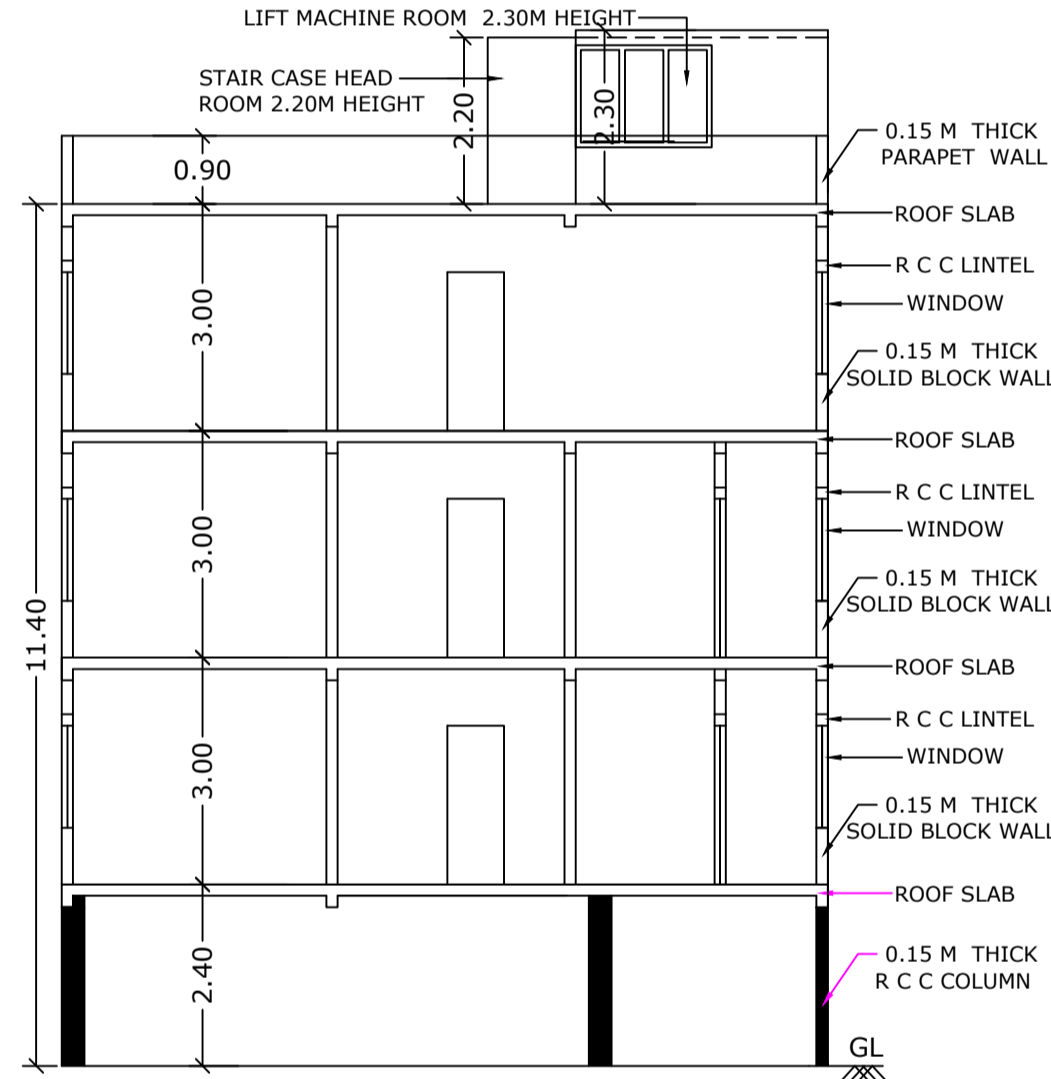 LIFT MACHINE ROOM 2.30M HEIGHT
STAIR CASE HEAD
ROOM 2.20M HEIGHT
2.20
2.30
0.90
0.15 M THICK
PARAPET WALL
ROOF SLAB
R C C LINTEL
WINDOW
3.00
0.15 M THICK
SOLID BLOCK WALL
ROOF SLAB
R C C LINTEL
WINDOW
3.00
0.15 M THICK
SOLID BLOCK WALL
11.40
ROOF SLAB
R C C LINTEL
WINDOW
3.00
0.15 M THICK
SOLID BLOCK WALL
ROOF SLAB
2.40
0.15 M THICK
R C C COLUMN
GL